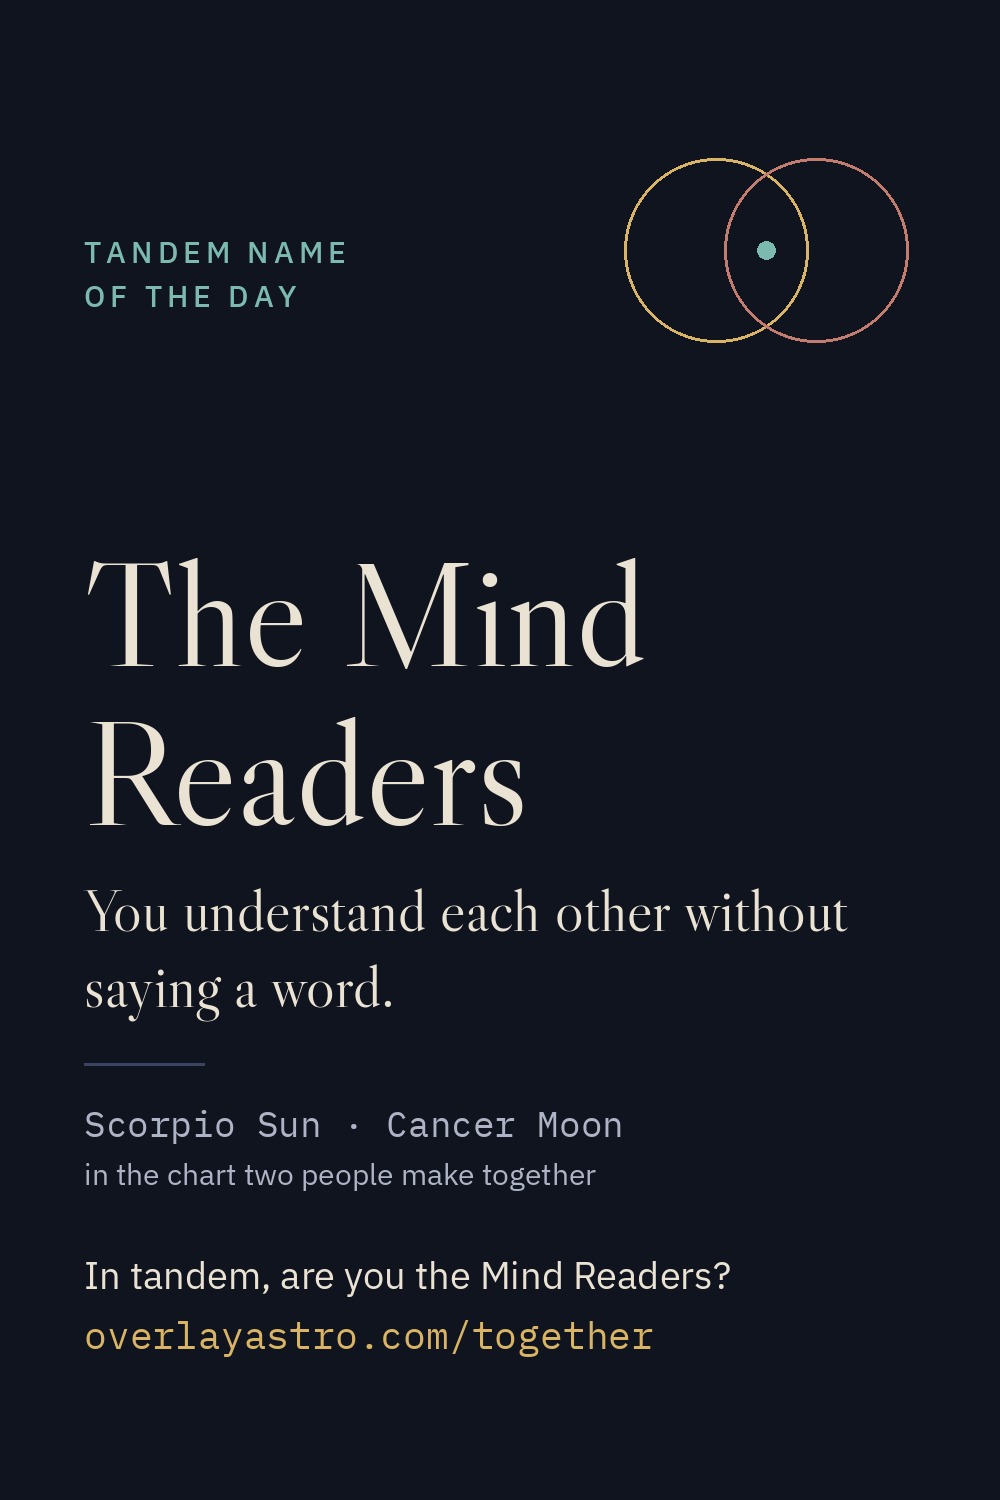 TANDEM NAME
OF THE DAY
The Mind
Readers
You understand each other without
saying a word.
Scorpio Sun · Cancer Moon
in the chart two people make together
In tandem, are you the Mind Readers?
overlayastro.com/together